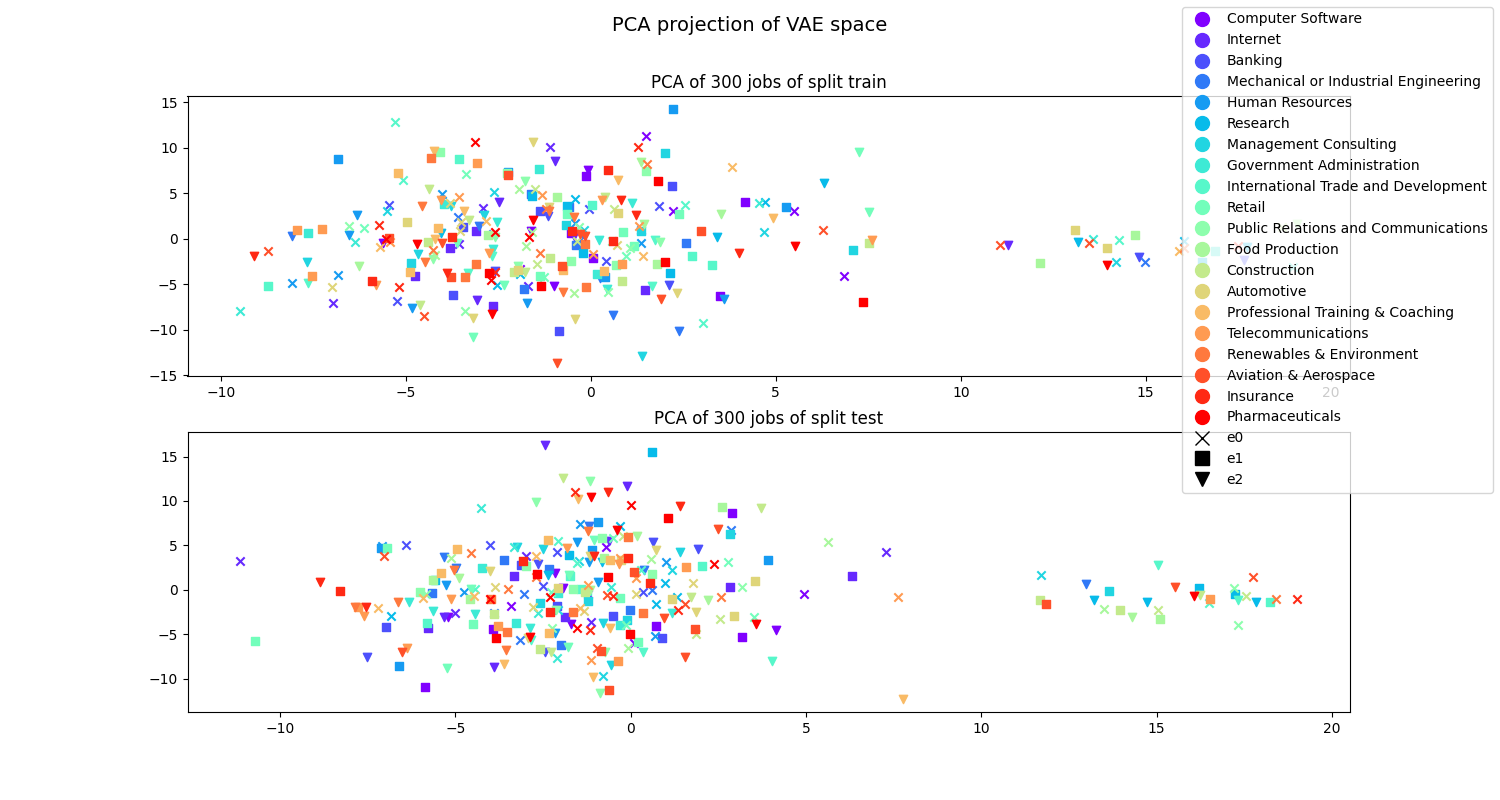 PCA projection of VAE space
PCA of 300 jobs of split train
15
10
5
0
−5
−10
−15
−10
−5
0
5
10
15
20
PCA of 300 jobs of split test
15
10
5
0
−5
−10
−10
−5
0
5
10
15
20
Computer Software
Internet
Banking
Mechanical or Industrial Engineering
Human Resources
Research
Management Consulting
Government Administration
International Trade and Development
Retail
Public Relations and Communications
Food Production
Construction
Automotive
Professional Training & Coaching
Telecommunications
Renewables & Environment
Aviation & Aerospace
Insurance
Pharmaceuticals
e0
e1
e2